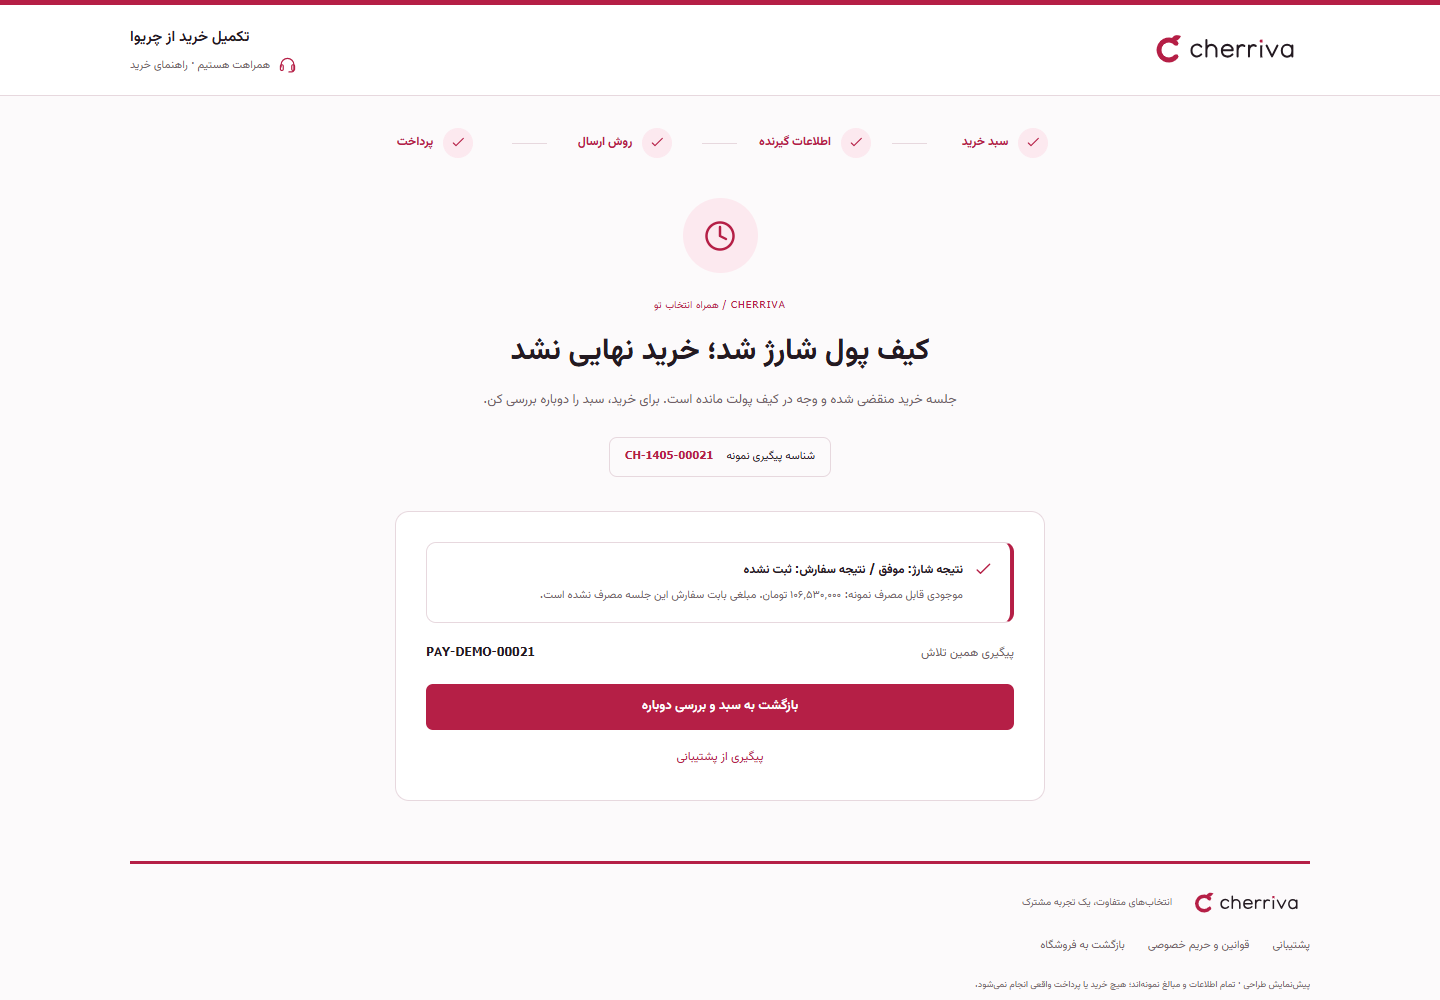 cherriva
تکمیل خرید از چریوا
همراهت هستیم · راهنمای خرید
سبد خرید
اطلاعات گیرنده
روش ارسال
پرداخت
CHERRIVA / همراه انتخاب تو
کیف پول شارژ شد؛ خرید نهایی نشد
جلسه خرید منقضی شده و وجه در کیف پولت مانده است. برای خرید، سبد را دوباره بررسی کن.
شناسه پیگیری نمونه CH-1405-00021
نتیجه شارژ: موفق / نتیجه سفارش: ثبت نشده
موجودی قابل مصرف نمونه: ۱۰۶,۵۳۰,۰۰۰ تومان. مبلغی بابت سفارش این جلسه مصرف نشده است.
پیگیری همین تلاش PAY-DEMO-00021
بازگشت به سبد و بررسی دوباره
پیگیری از پشتیبانی
cherriva انتخاب‌های متفاوت، یک تجربه مشترک
پشتیبانی قوانین و حریم خصوصی بازگشت به فروشگاه
پیش‌نمایش طراحی · تمام اطلاعات و مبالغ نمونه‌اند؛ هیچ خرید یا پرداخت واقعی انجام نمی‌شود.